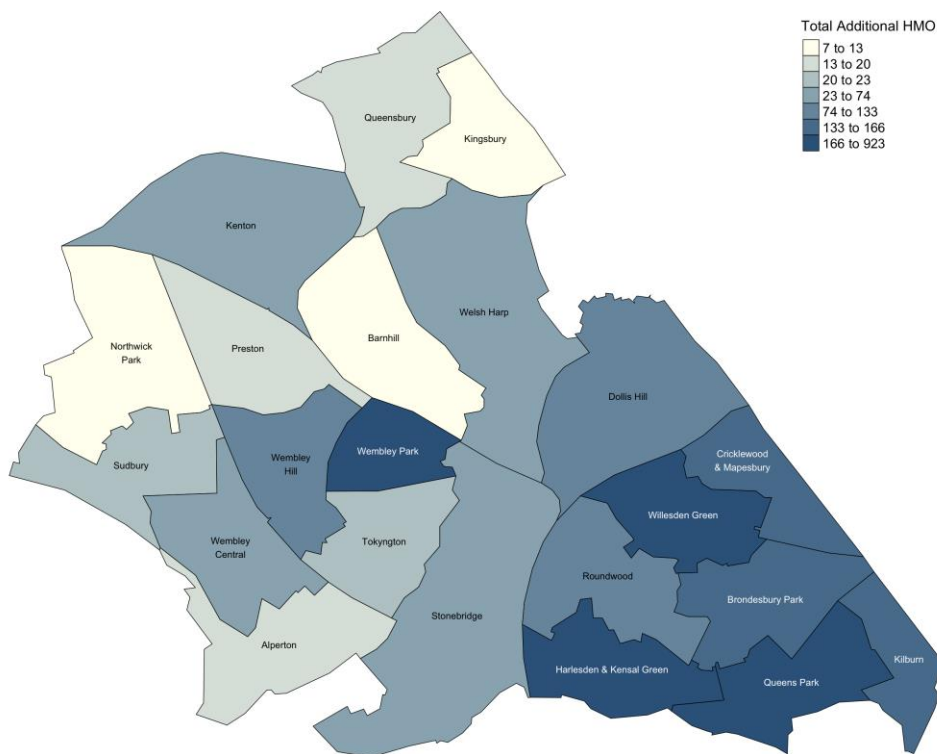 Total Additional HMO
7 to 13
13 to 20
20 to 23
23 to 74
74 to 133
133 to 166
166 to 923
Queensbury
Kingsbury
Kenton
Welsh Harp
Barnhill
Northwick
Park
Preston
Dollis Hill
Wembley Park
Wembley
Hill
Cricklewood
& Mapesbury
Sudbury
Willesden Green
Wembley
Central
Tokyngton
Roundwood
Brondesbury Park
Stonebridge
Alperton
Kilburn
Harlesden & Kensal Green
Queens Park